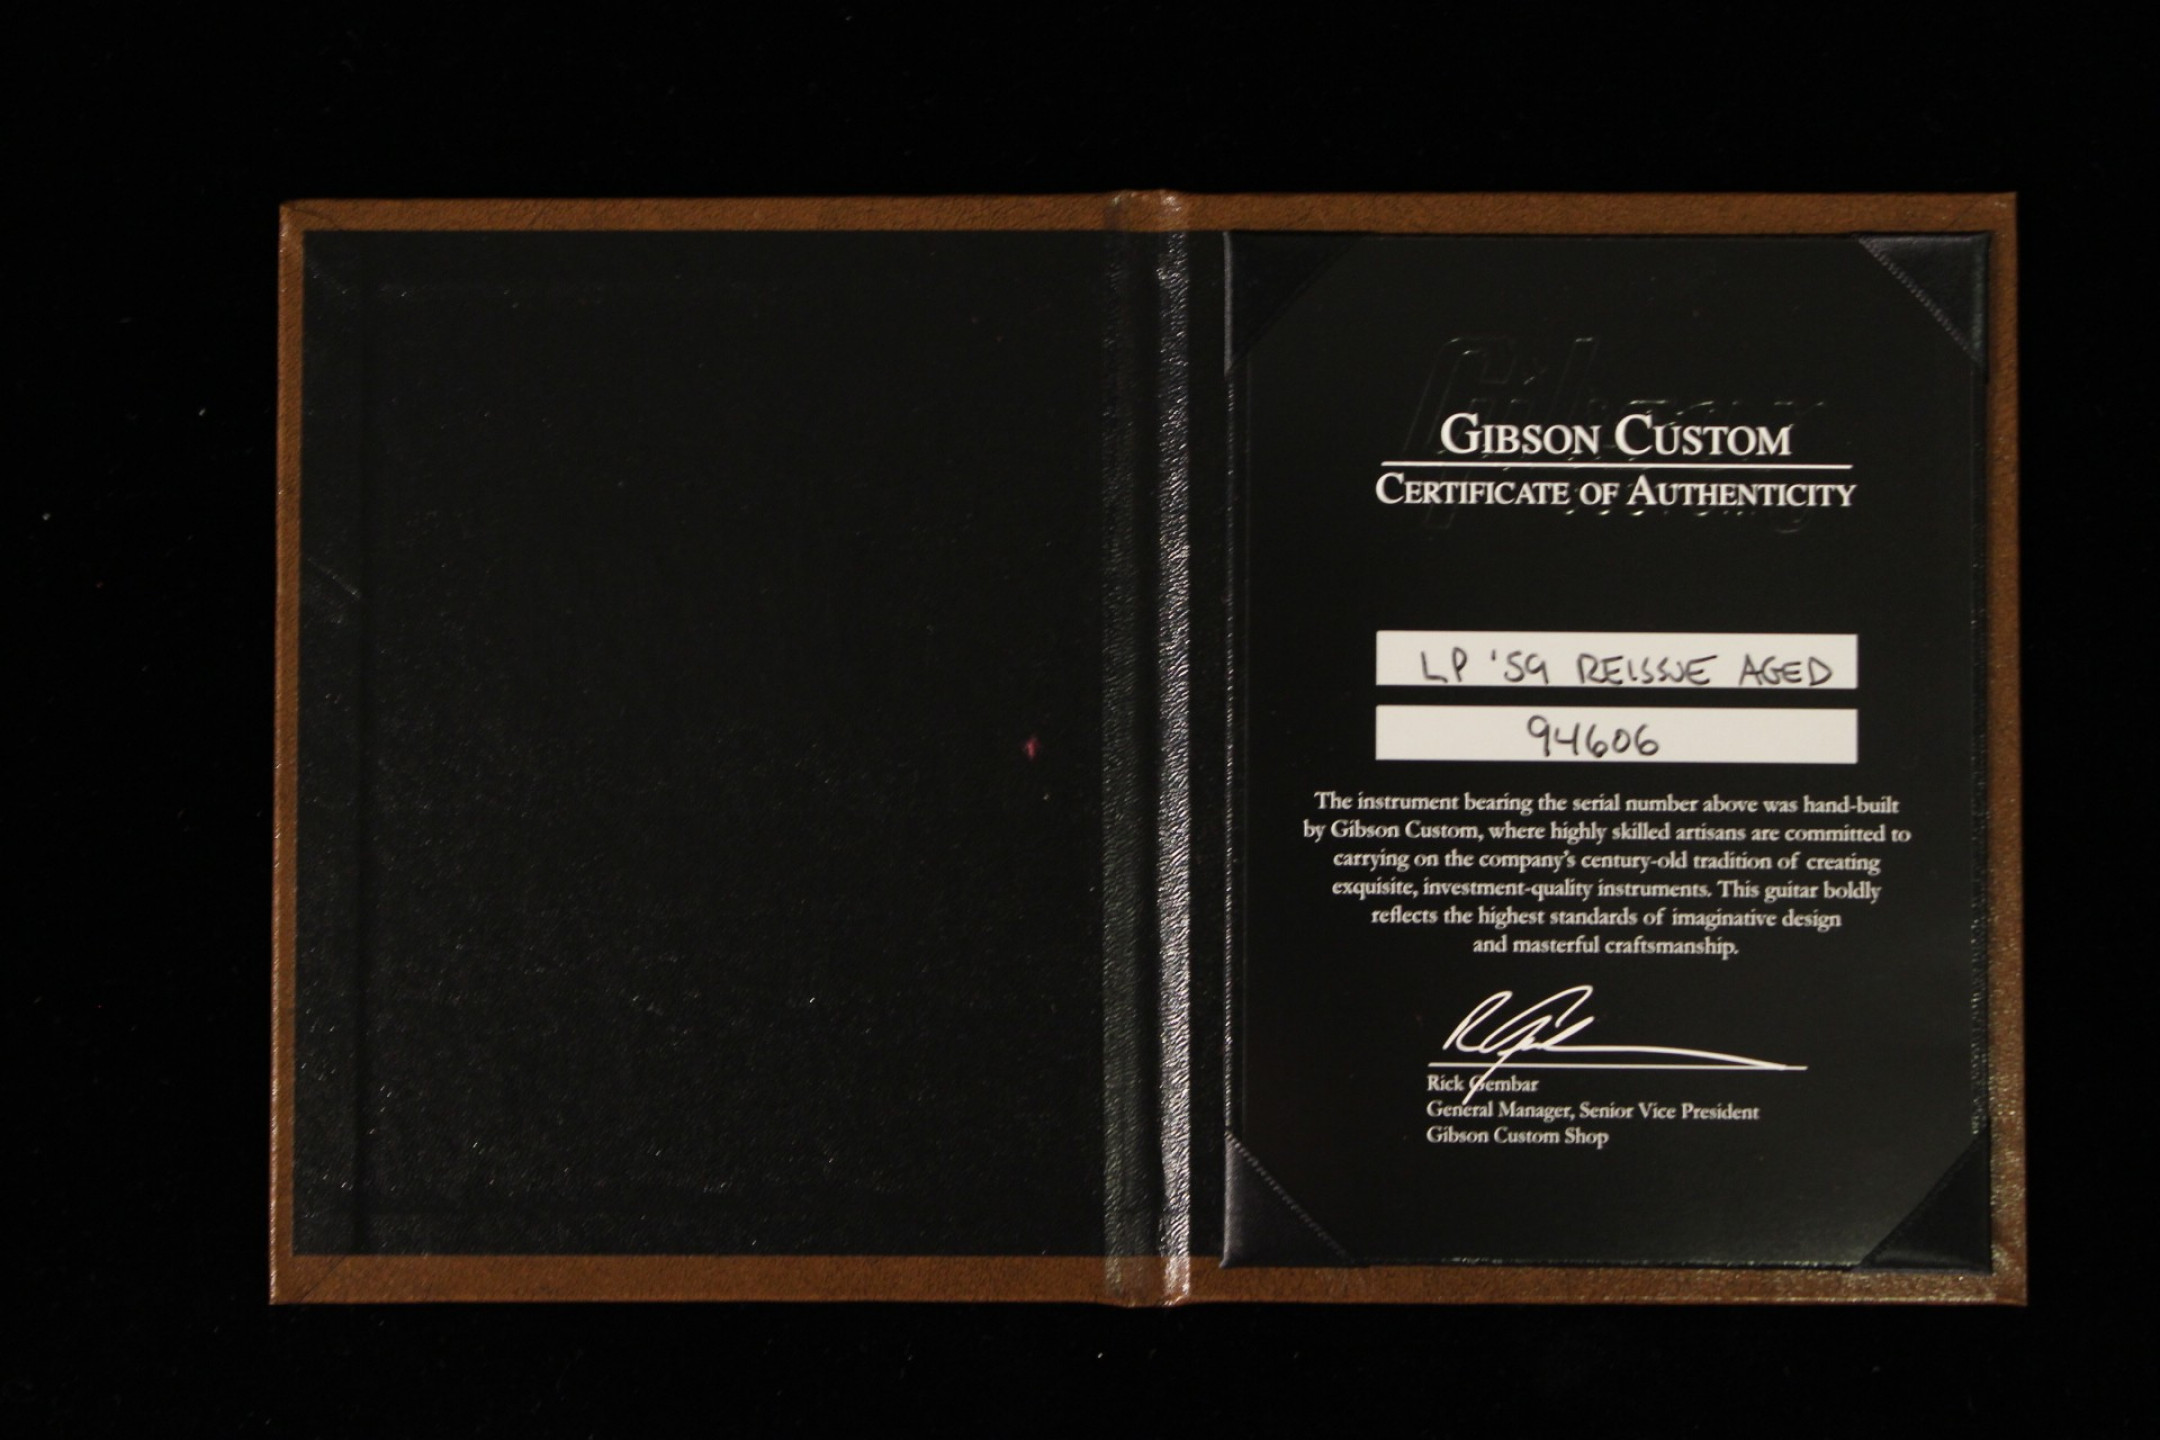 Gibson
GIBSON CUSTOM
CERTIFICATE OF AUTHENTICITY
LP '59 REISSUE AGED
94606
The instrument bearing the serial number above was hand-built
by Gibson Custom, where highly skilled artisans are committed to
carrying on the company's century-old tradition of creating
exquisite, investment-quality instruments. This guitar boldly
reflects the highest standards of imaginative design
and masterful craftsmanship.
Rick Gembar
General Manager, Senior Vice President
Gibson Custom Shop